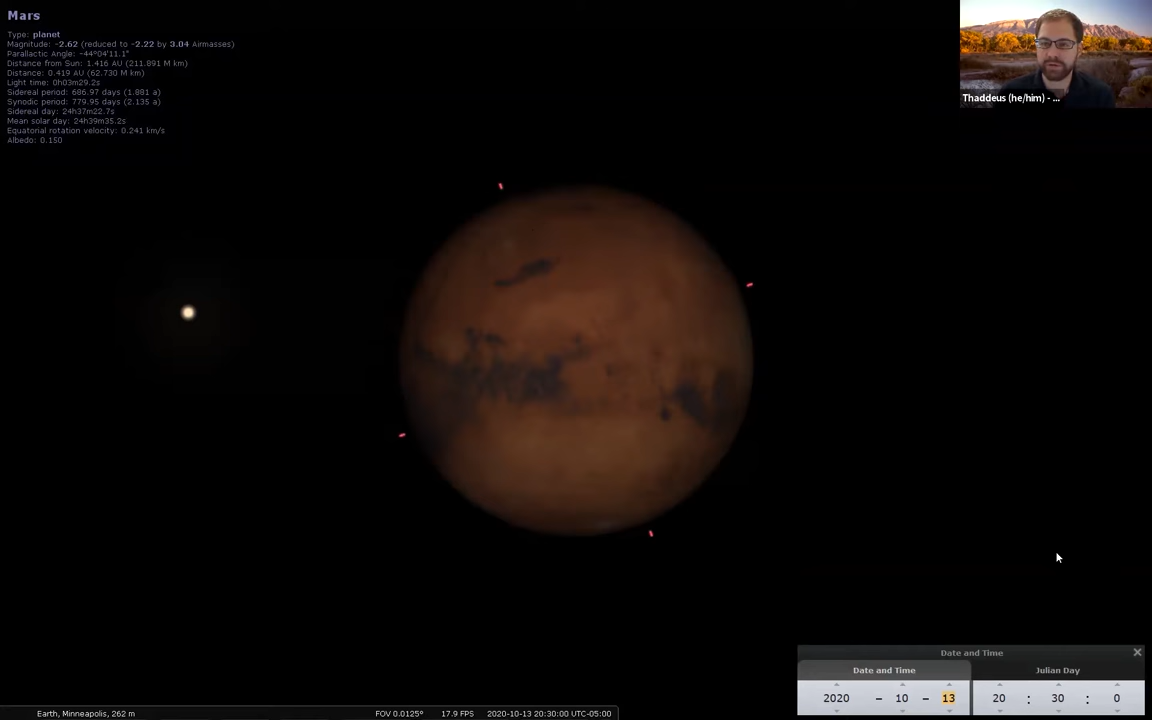 Mars
Type: planet
Magnitude: -2.62 (reduced to -2.22 by 3.04 Airmasses)
Parallactic Angle: -44°04'11.1"
Distance from Sun: 1.416 AU (211.891 M km)
Distance: 0.419 AU (62.730 M km)
Light time: 0h03m29.2s
Sidereal period: 686.97 days (1.881 a)
Synodic period: 779.95 days (2.135 a)
Sidereal day: 24h37m22.7s
Mean solar day: 24h39m35.2s
Equatorial rotation velocity: 0.241 km/s
Albedo: 0.150
Thaddeus (he/him) - ...
Date and Time
Date and Time Julian Day
2020 - 10 - 13 20 : 30 : 0
Earth, Minneapolis, 262 m FOV 0.0125° 17.9 FPS 2020-10-13 20:30:00 UTC-05:00